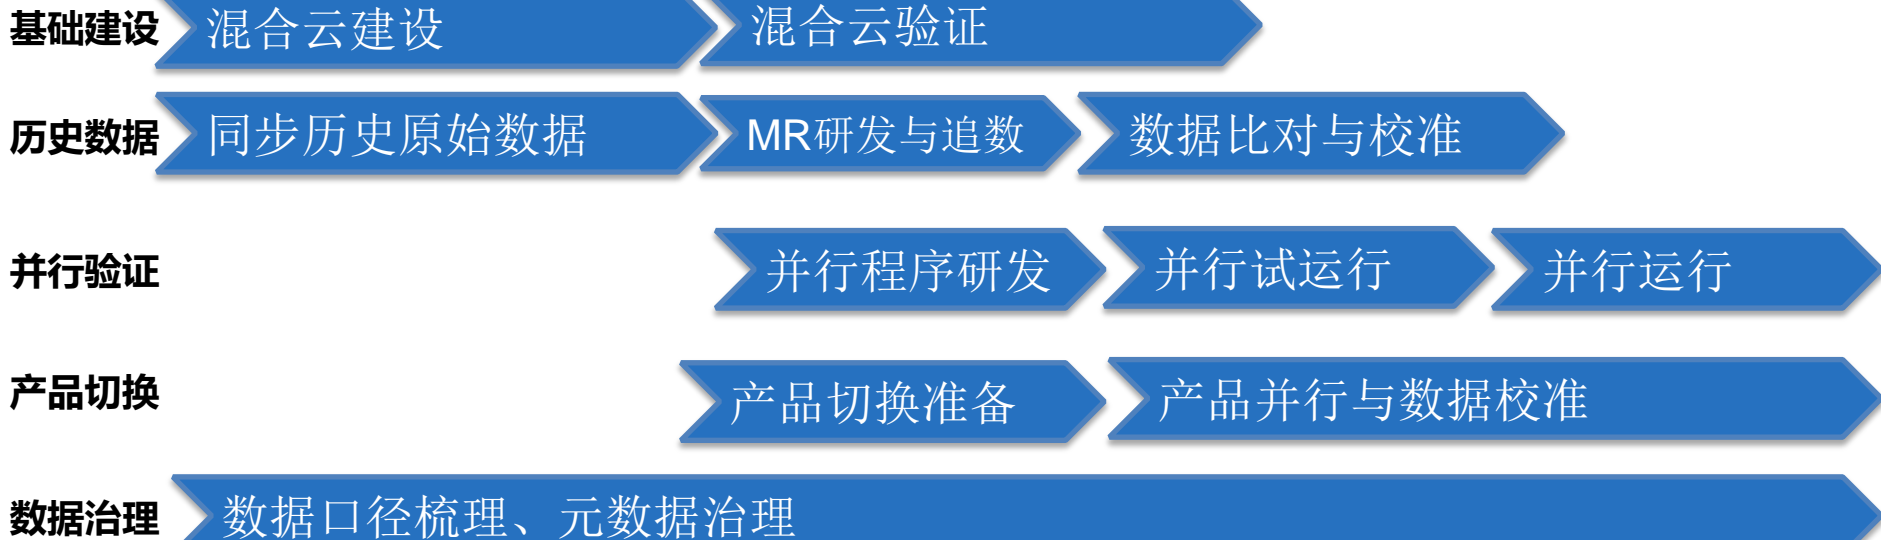 基础建设 混合云建设 混合云验证
历史数据 同步历史原始数据 MR研发与追数 数据比对与校准
并行验证 并行程序研发 并行试运行 并行运行
产品切换 产品切换准备 产品并行与数据校准
数据治理 数据口径梳理、元数据治理